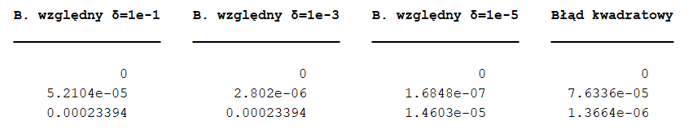 B. względny δ=1e-1 B. względny δ=1e-3 B. względny δ=1e-5 Błąd kwadratowy
0 0 0 0
5.2104e-05 2.802e-06 1.6848e-07 7.6336e-05
0.00023394 0.00023394 1.4603e-05 1.3664e-06